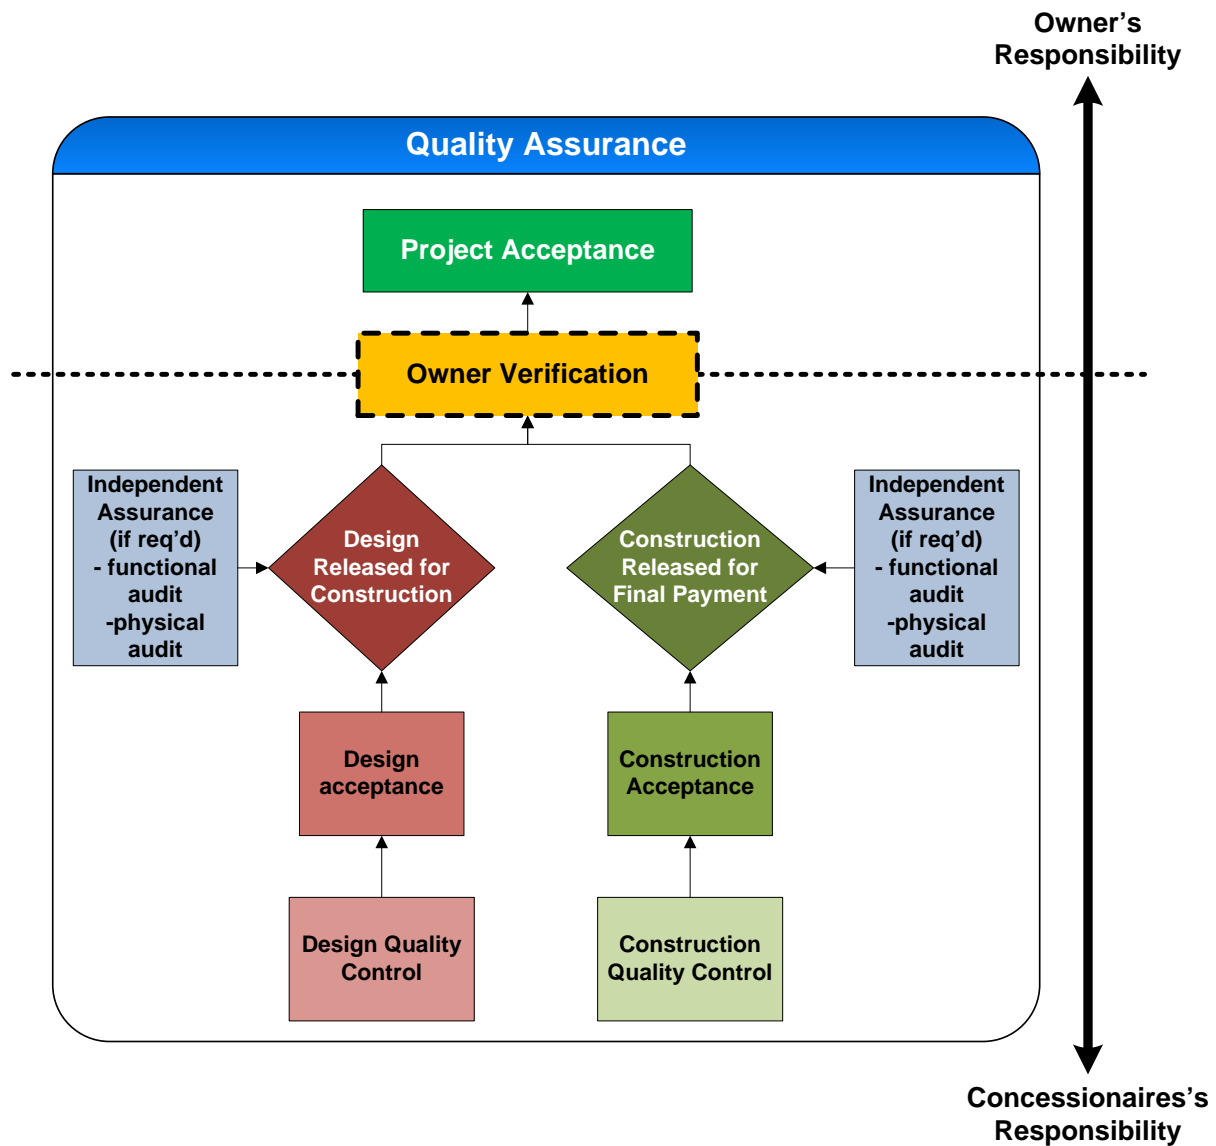 Owner’s
Responsibility
Quality Assurance
Project Acceptance
Owner Verification
Independent
Assurance
(if req’d)
- functional
audit
-physical
audit
Design
Released for
Construction
Construction
Released for
Final Payment
Independent
Assurance
(if req’d)
- functional
audit
-physical
audit
Design
acceptance
Construction
Acceptance
Design Quality
Control
Construction
Quality Control
Concessionaires’s
Responsibility